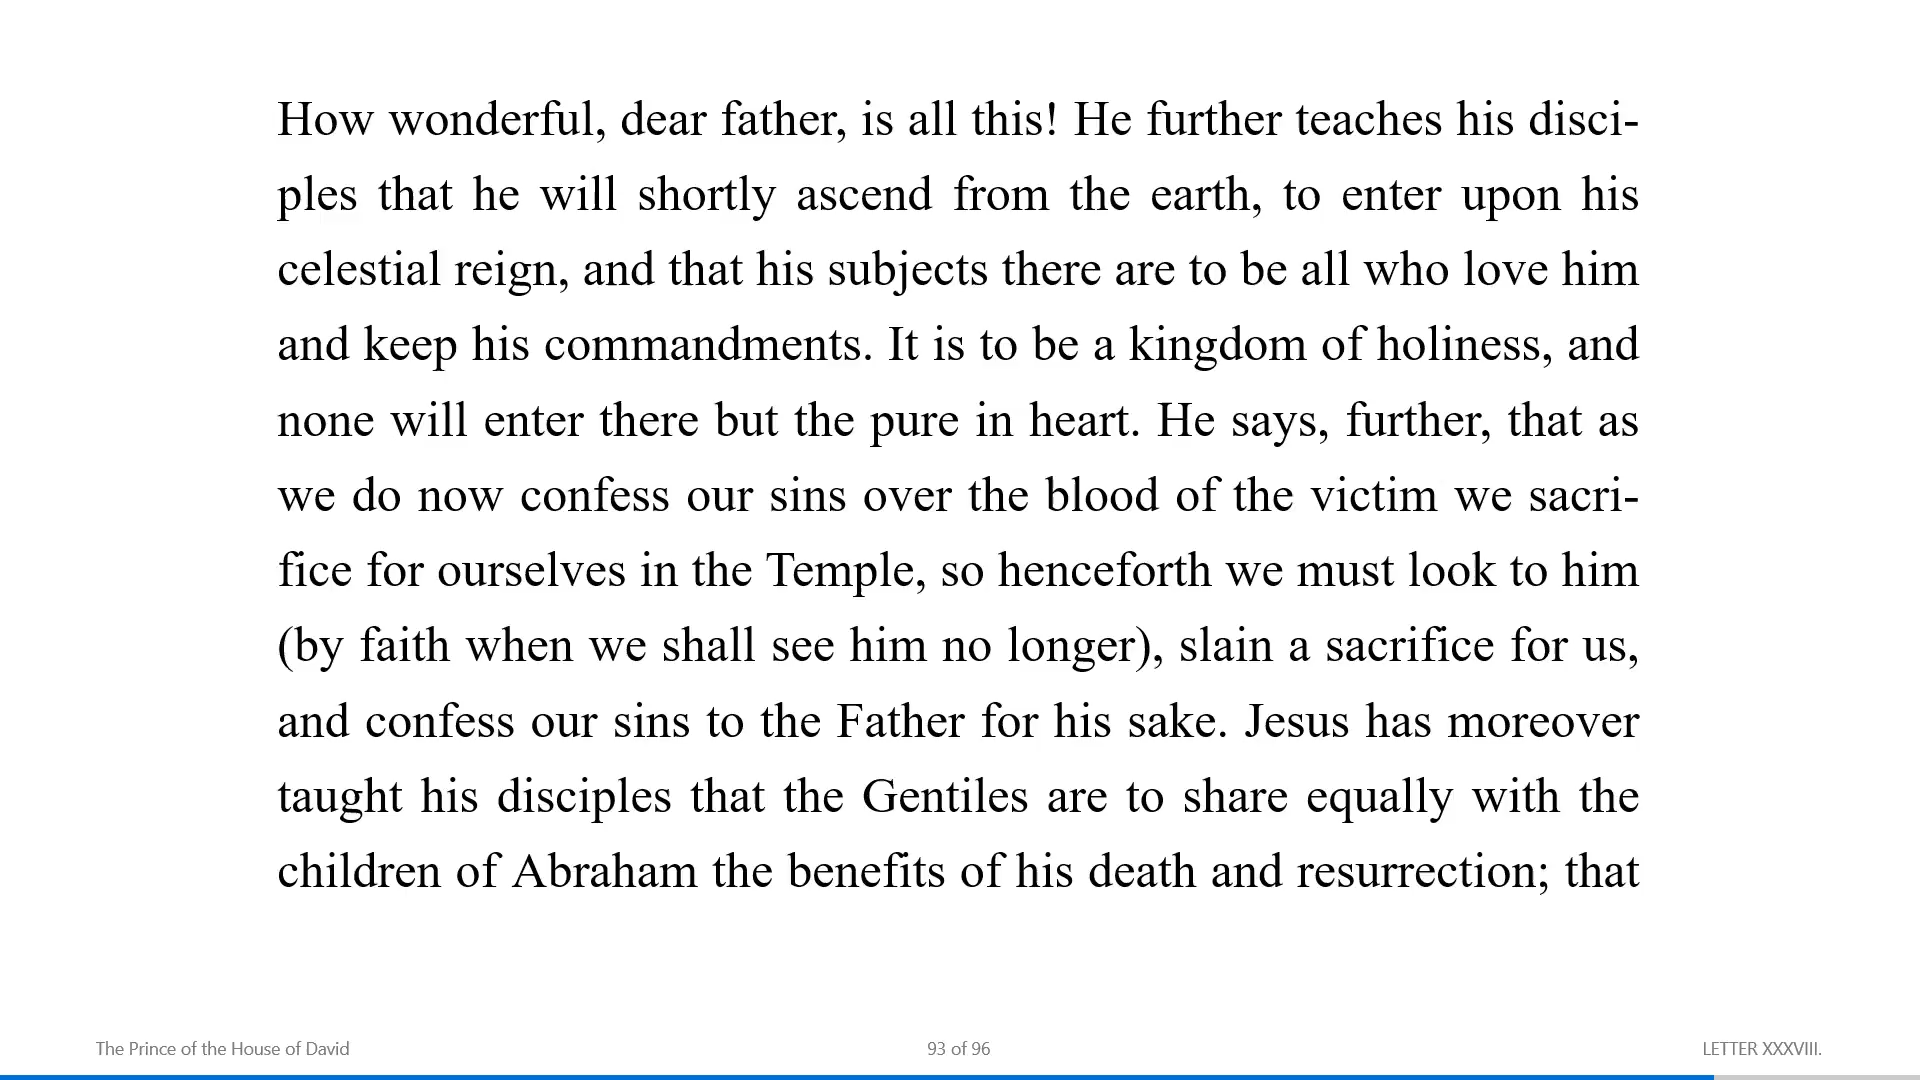 How wonderful, dear father, is all this! He further teaches his disci-
ples that he will shortly ascend from the earth, to enter upon his
celestial reign, and that his subjects there are to be all who love him
and keep his commandments. It is to be a kingdom of holiness, and
none will enter there but the pure in heart. He says, further, that as
we do now confess our sins over the blood of the victim we sacri-
fice for ourselves in the Temple, so henceforth we must look to him
(by faith when we shall see him no longer), slain a sacrifice for us,
and confess our sins to the Father for his sake. Jesus has moreover
taught his disciples that the Gentiles are to share equally with the
children of Abraham the benefits of his death and resurrection; that
The Prince of the House of David
93 of 96
LETTER XXXVIII.